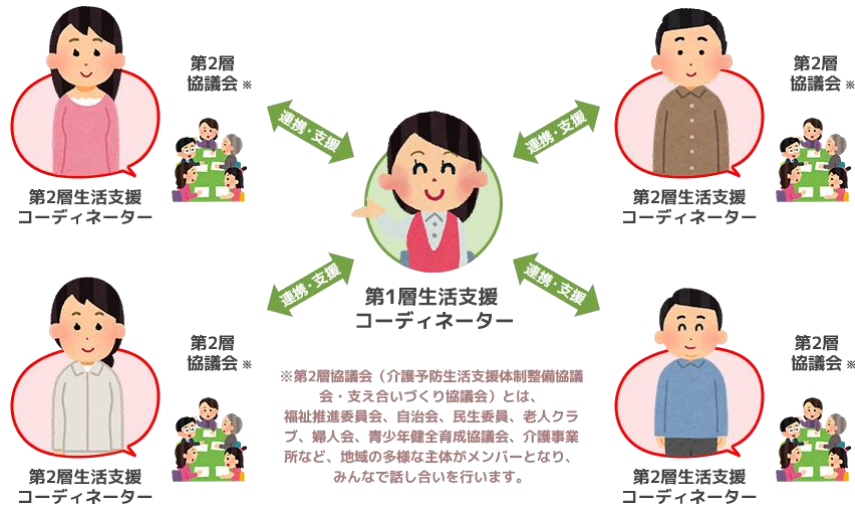 第2層
協議会 ※
連携・支援
第2層生活支援
コーディネーター
第2層
協議会 ※
連携・支援
第2層生活支援
コーディネーター
第1層生活支援
コーディネーター
第2層
協議会 ※
連携・支援
第2層生活支援
コーディネーター
第2層
協議会 ※
連携・支援
第2層生活支援
コーディネーター
※第2層協議会（介護予防生活支援体制整備協議
会・支え合いづくり協議会）とは、
福祉推進委員会、自治会、民生委員、老人クラ
ブ、婦人会、青少年健全育成協議会、介護事業
所など、地域の多様な主体がメンバーとなり、
みんなで話し合いを行います。